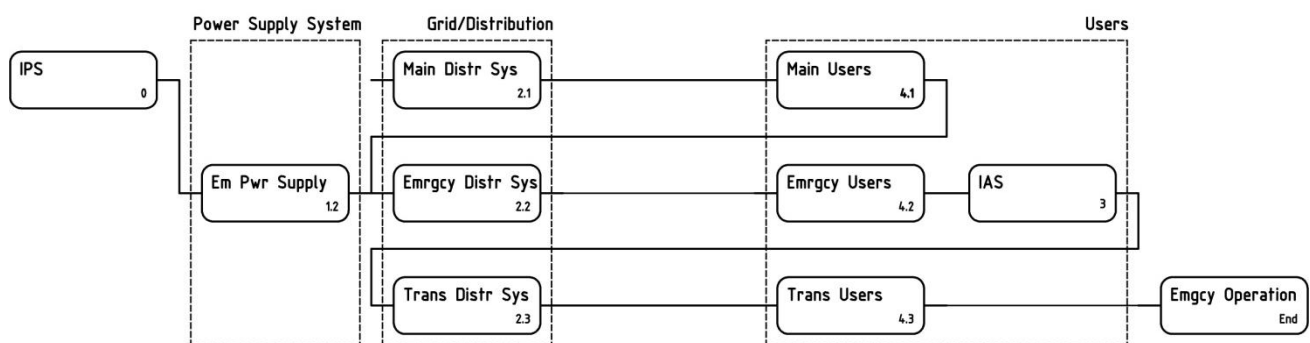 Power Supply System
Grid/Distribution
Users
IPS
0
Main Distr Sys
2.1
Main Users
4.1
Em Pwr Supply
1.2
Emrgcy Distr Sys
2.2
Emrgcy Users
4.2
IAS
3
Trans Distr Sys
2.3
Trans Users
4.3
Emgcy Operation
End